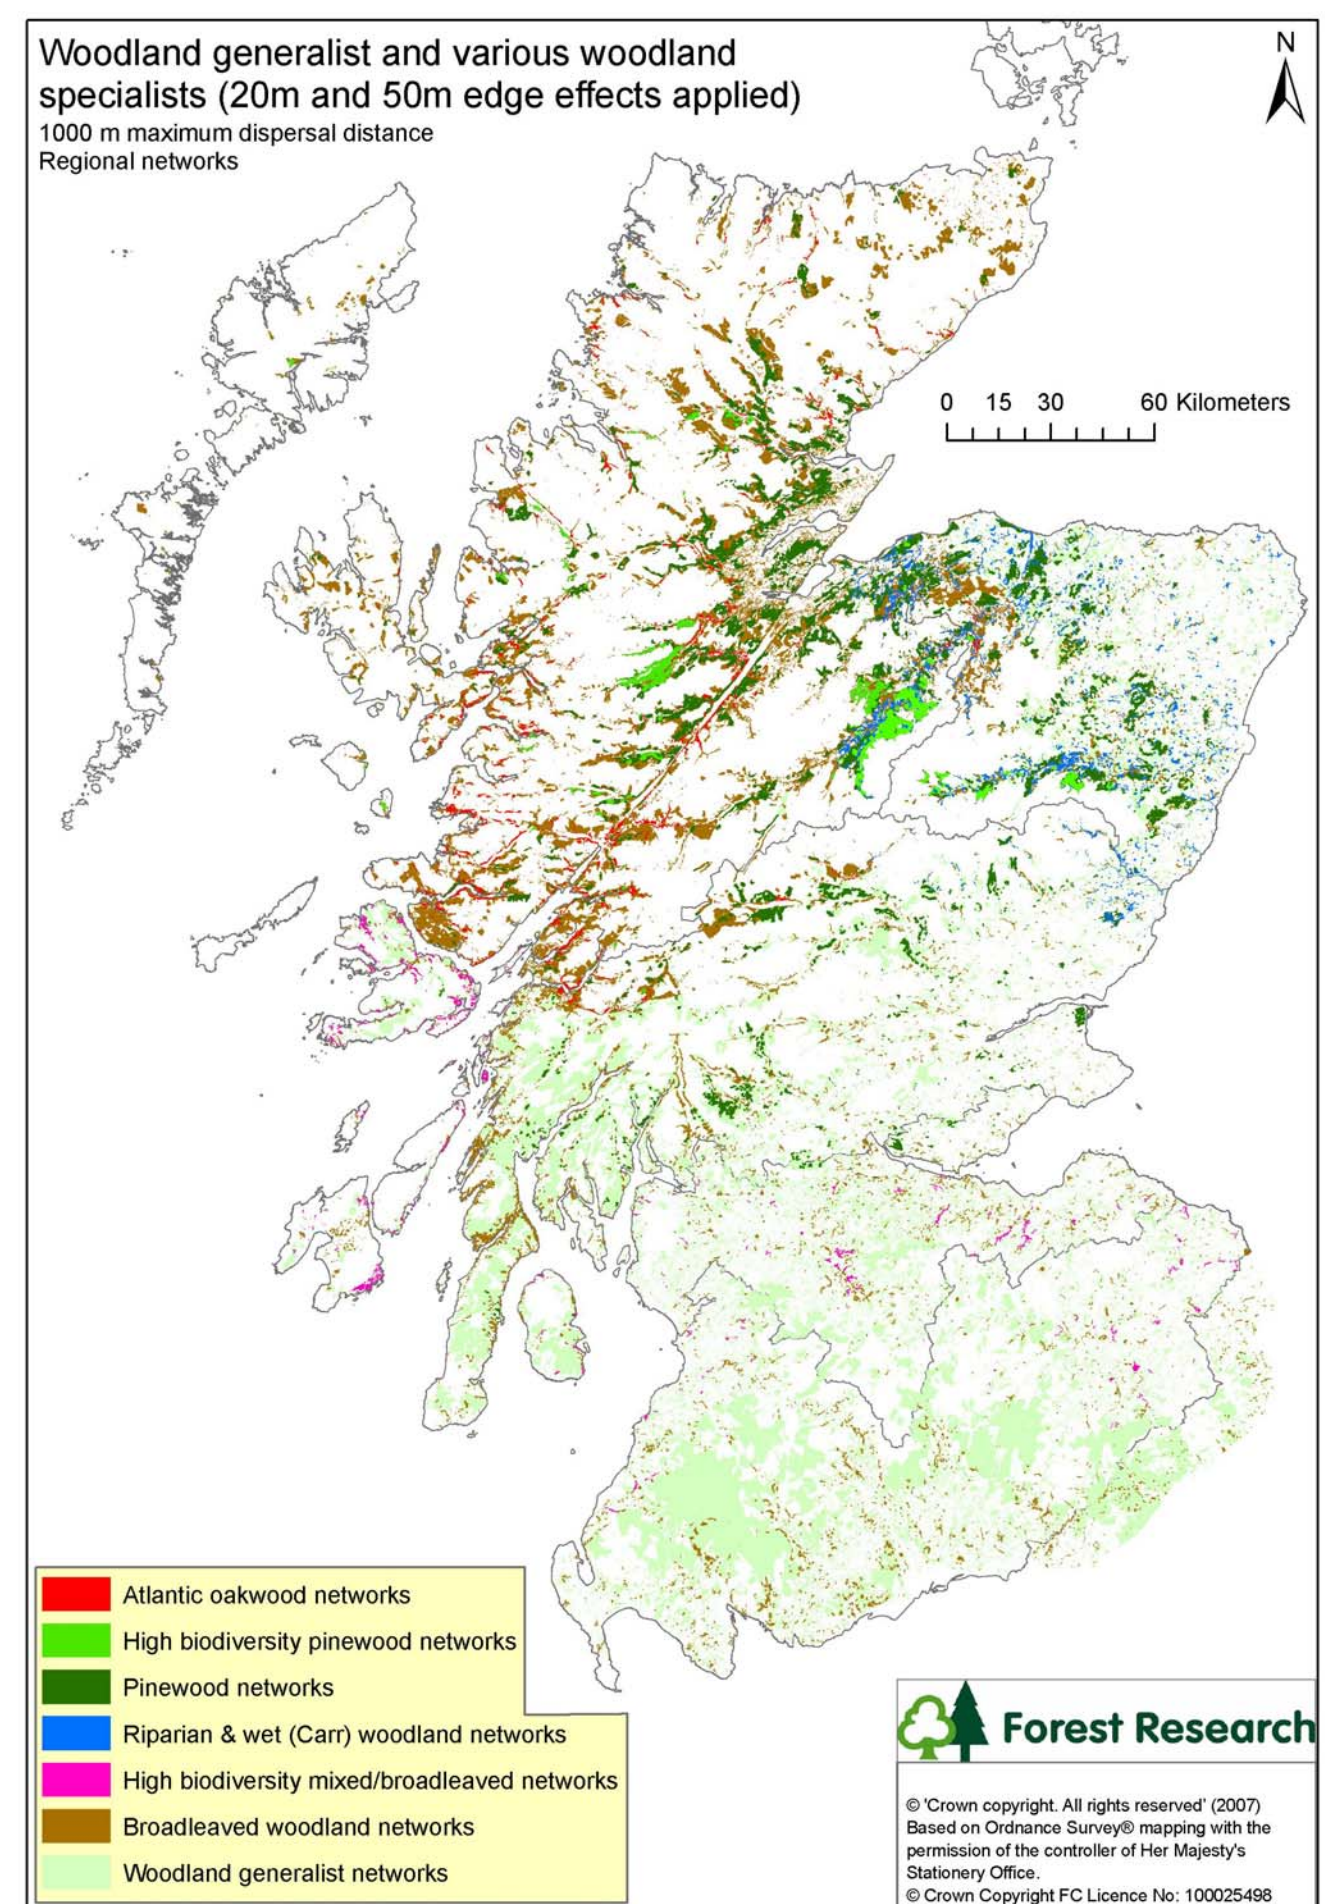 Woodland generalist and various woodland
specialists (20m and 50m edge effects applied)
1000 m maximum dispersal distance
Regional networks
N
0 15 30 60 Kilometers
Atlantic oakwood networks
High biodiversity pinewood networks
Pinewood networks
Riparian & wet (Carr) woodland networks
High biodiversity mixed/broadleaved networks
Broadleaved woodland networks
Woodland generalist networks
Forest Research
© 'Crown copyright. All rights reserved' (2007)
Based on Ordnance Survey® mapping with the
permission of the controller of Her Majesty's
Stationery Office.
© Crown Copyright FC Licence No: 100025498